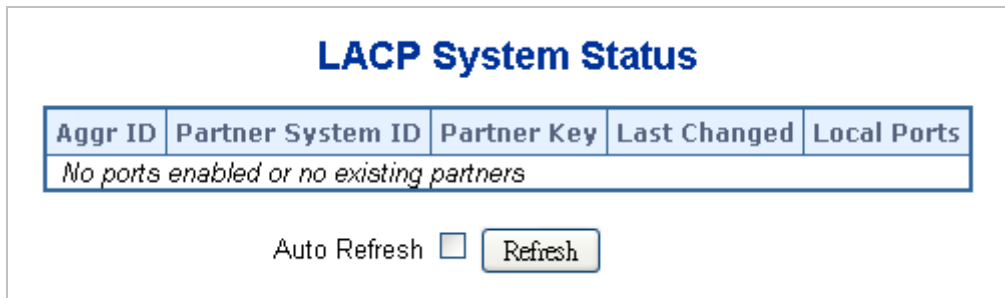 LACP System Status
Aggr ID Partner System ID Partner Key Last Changed Local Ports
No ports enabled or no existing partners
Auto Refresh Refresh